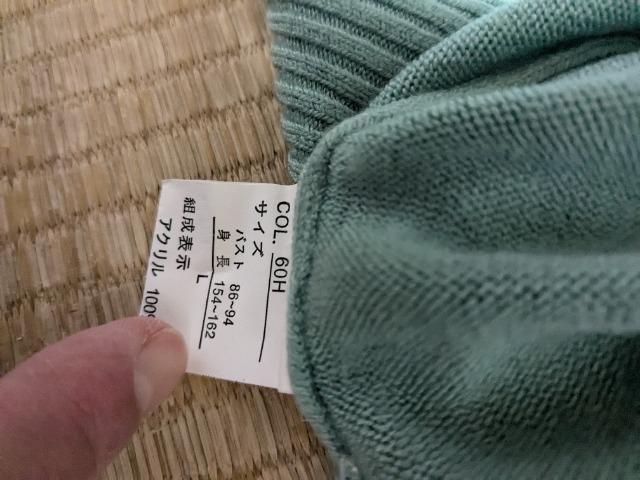 COL. 60H
サイズ
バスト 86~94
身長 154~162
L
組成表示
アクリル 100